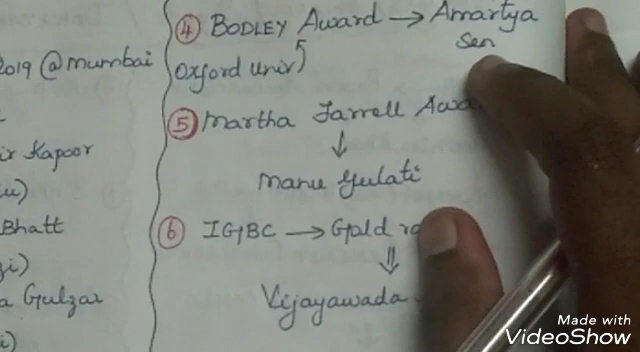 2019 @ mumbai
ir Kapoor
Bhatt
a Gulzar
④ BODLEY Award → Amartya
Sen
Oxford Univ)
⑤ Martha Farrell Awa
↓
Manu Gulati
⑥ IGBC → Gold
⇓
Vijayawada
Made with
VideoShow